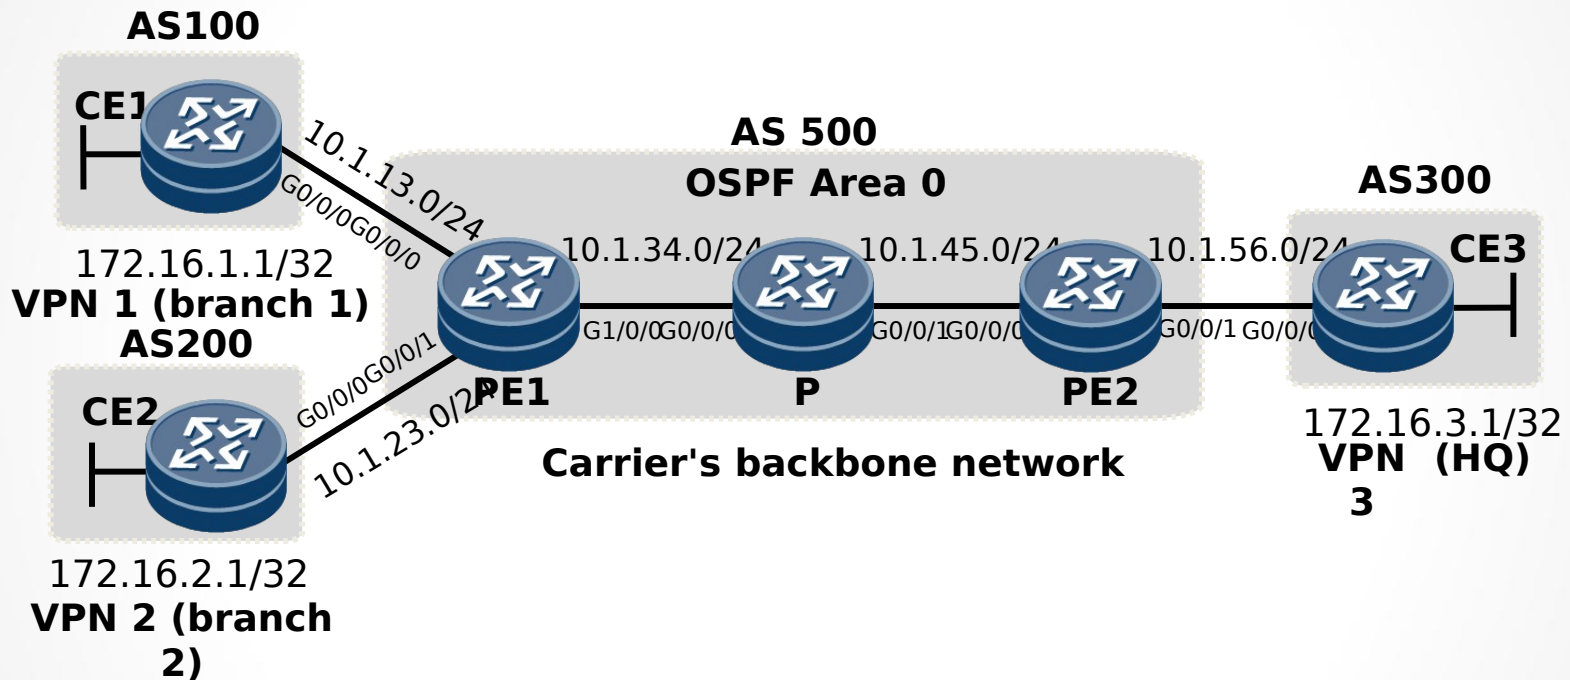 AS100
CE1
10.1.13.0/24
G0/0/0
G0/0/0
172.16.1.1/32
VPN 1 (branch 1)
AS200
CE2
G0/0/0
G0/0/1
10.1.23.0/24
172.16.2.1/32
VPN 2 (branch
2)
AS 500
OSPF Area 0
10.1.34.0/24
10.1.45.0/24
10.1.56.0/24
G1/0/0
G0/0/0
G0/0/1
G0/0/0
G0/0/1
G0/0/0
PE1
P
PE2
Carrier's backbone network
AS300
CE3
172.16.3.1/32
VPN (HQ)
3